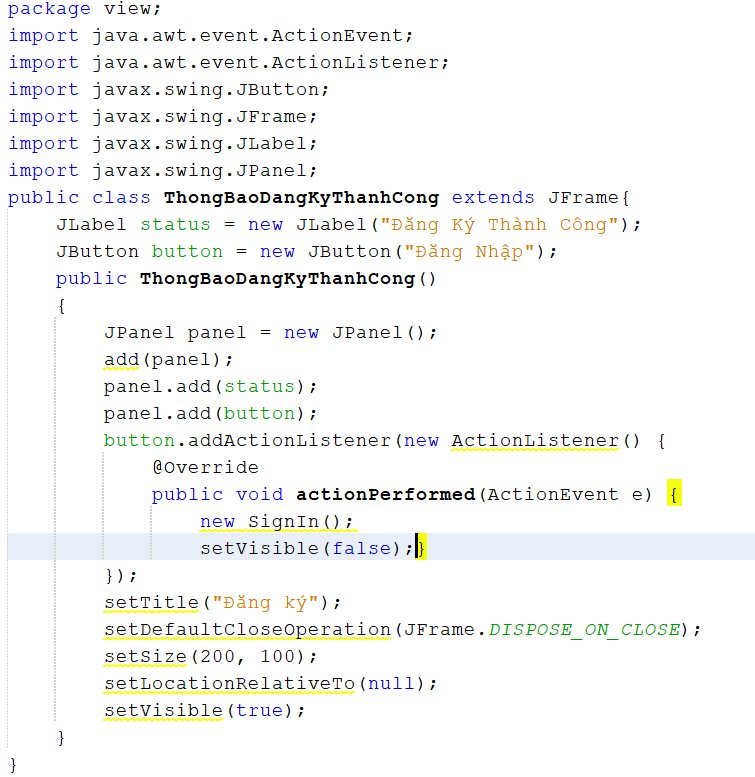 package view;
import java.awt.event.ActionEvent;
import java.awt.event.ActionListener;
import javax.swing.JButton;
import javax.swing.JFrame;
import javax.swing.JLabel;
import javax.swing.JPanel;
public class ThongBaoDangKyThanhCong extends JFrame{
    JLabel status = new JLabel("Đăng Ký Thành Công");
    JButton button = new JButton("Đăng Nhập");
    public ThongBaoDangKyThanhCong()
    {
        JPanel panel = new JPanel();
        add(panel);
        panel.add(status);
        panel.add(button);
        button.addActionListener(new ActionListener() {
            @Override
            public void actionPerformed(ActionEvent e) {
                new SignIn();
                setVisible(false);}
        });
        setTitle("Đăng ký");
        setDefaultCloseOperation(JFrame.DISPOSE_ON_CLOSE);
        setSize(200, 100);
        setLocationRelativeTo(null);
        setVisible(true);
    }
}